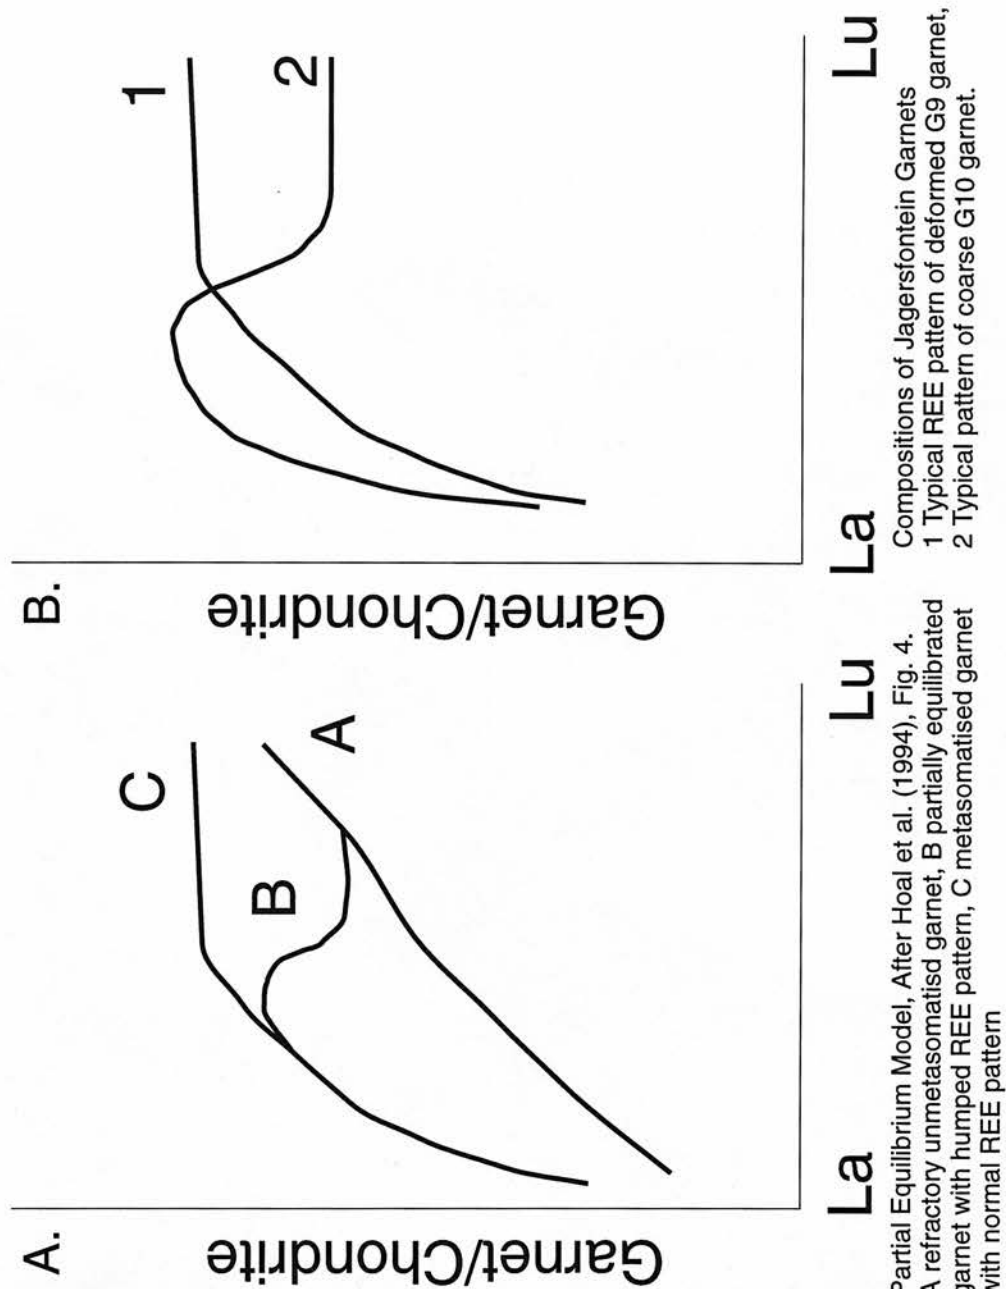 A.
Garnet/Chondrite
C
B
A
La
Lu
Partial Equilibrium Model, After Hoal et al. (1994), Fig. 4.
A refractory unmetasomatisd garnet, B partially equilibrated
garnet with humped REE pattern, C metasomatised garnet
with normal REE pattern
B.
Garnet/Chondrite
1
2
La
Lu
Compositions of Jagersfontein Garnets
1 Typical REE pattern of deformed G9 garnet,
2 Typical pattern of coarse G10 garnet.